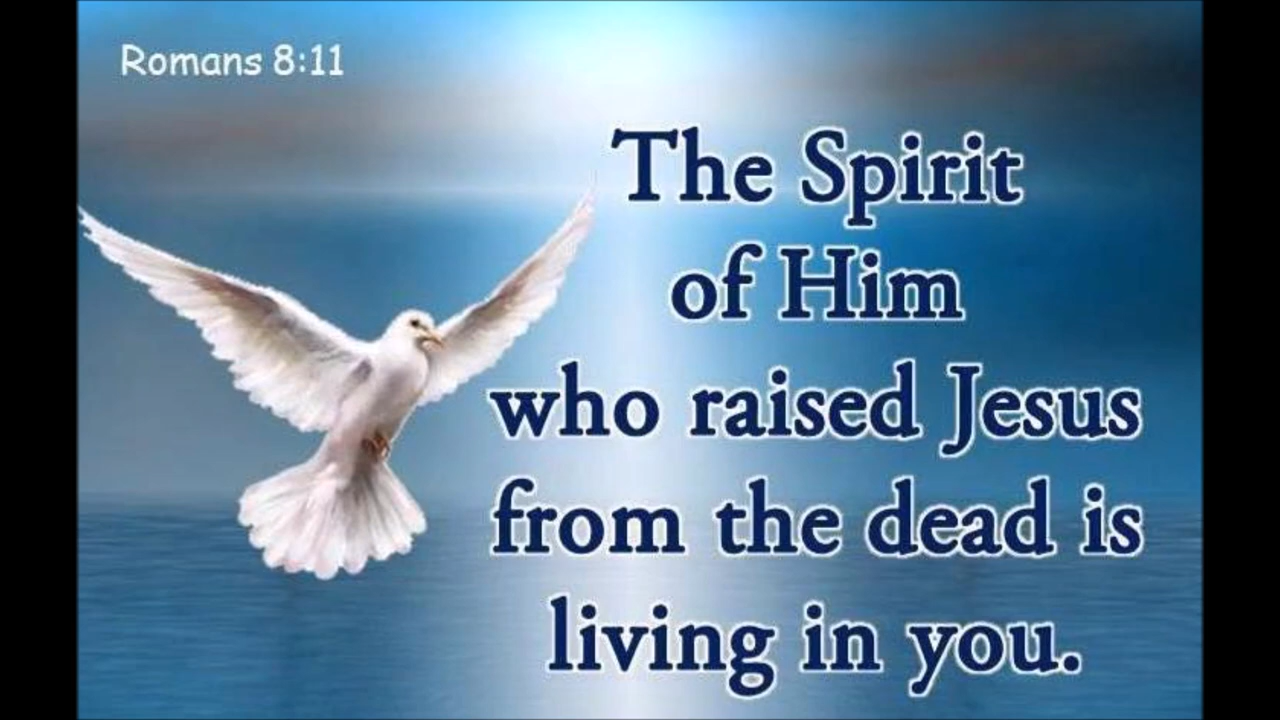 Romans 8:11
The Spirit
of Him
who raised Jesus
from the dead is
living in you.